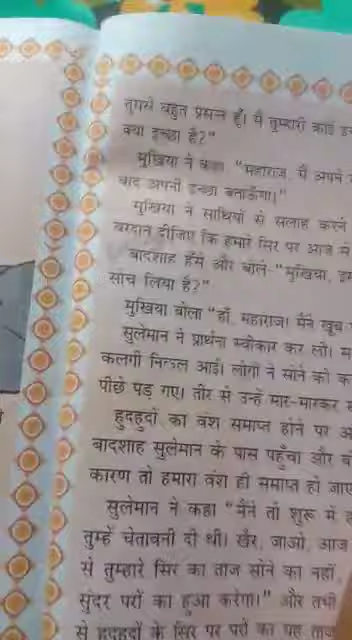 तुमसे बहुत प्रसन्न हूँ। मैं तुम्हारी कोई
क्या इच्छा है?"
मुखिया ने कहा "महाराज, मैं अपने
बाद अपनी इच्छा बताऊँगा।"
मुखिया ने साथियों से सलाह करने
वरदान दीजिए कि हमारे सिर पर आज से
बादशाह हँसे और बोले "मुखिया,
सोच लिया है?"
मुखिया बोला "हाँ, महाराज! मैंने खूब
सुलेमान ने प्रार्थना स्वीकार कर ली।
कलगी निकल आई। लोगों ने सोने को
पीछे पड़ गए। तीर से उन्हें मार-मारकर
हुदहुदों का वंश समाप्त होने पर
बादशाह सुलेमान के पास पहुँचा और
कारण तो हमारा वंश ही समाप्त हो
सुलेमान ने कहा "मैंने तो शुरू में
तुम्हें चेतावनी दी थी। खैर, जाओ, आज
से तुम्हारे सिर का ताज सोने का नहीं,
सुंदर परों का हुआ करेगा।" और तभी
से हुदहुदों के सिर पर परों का यह